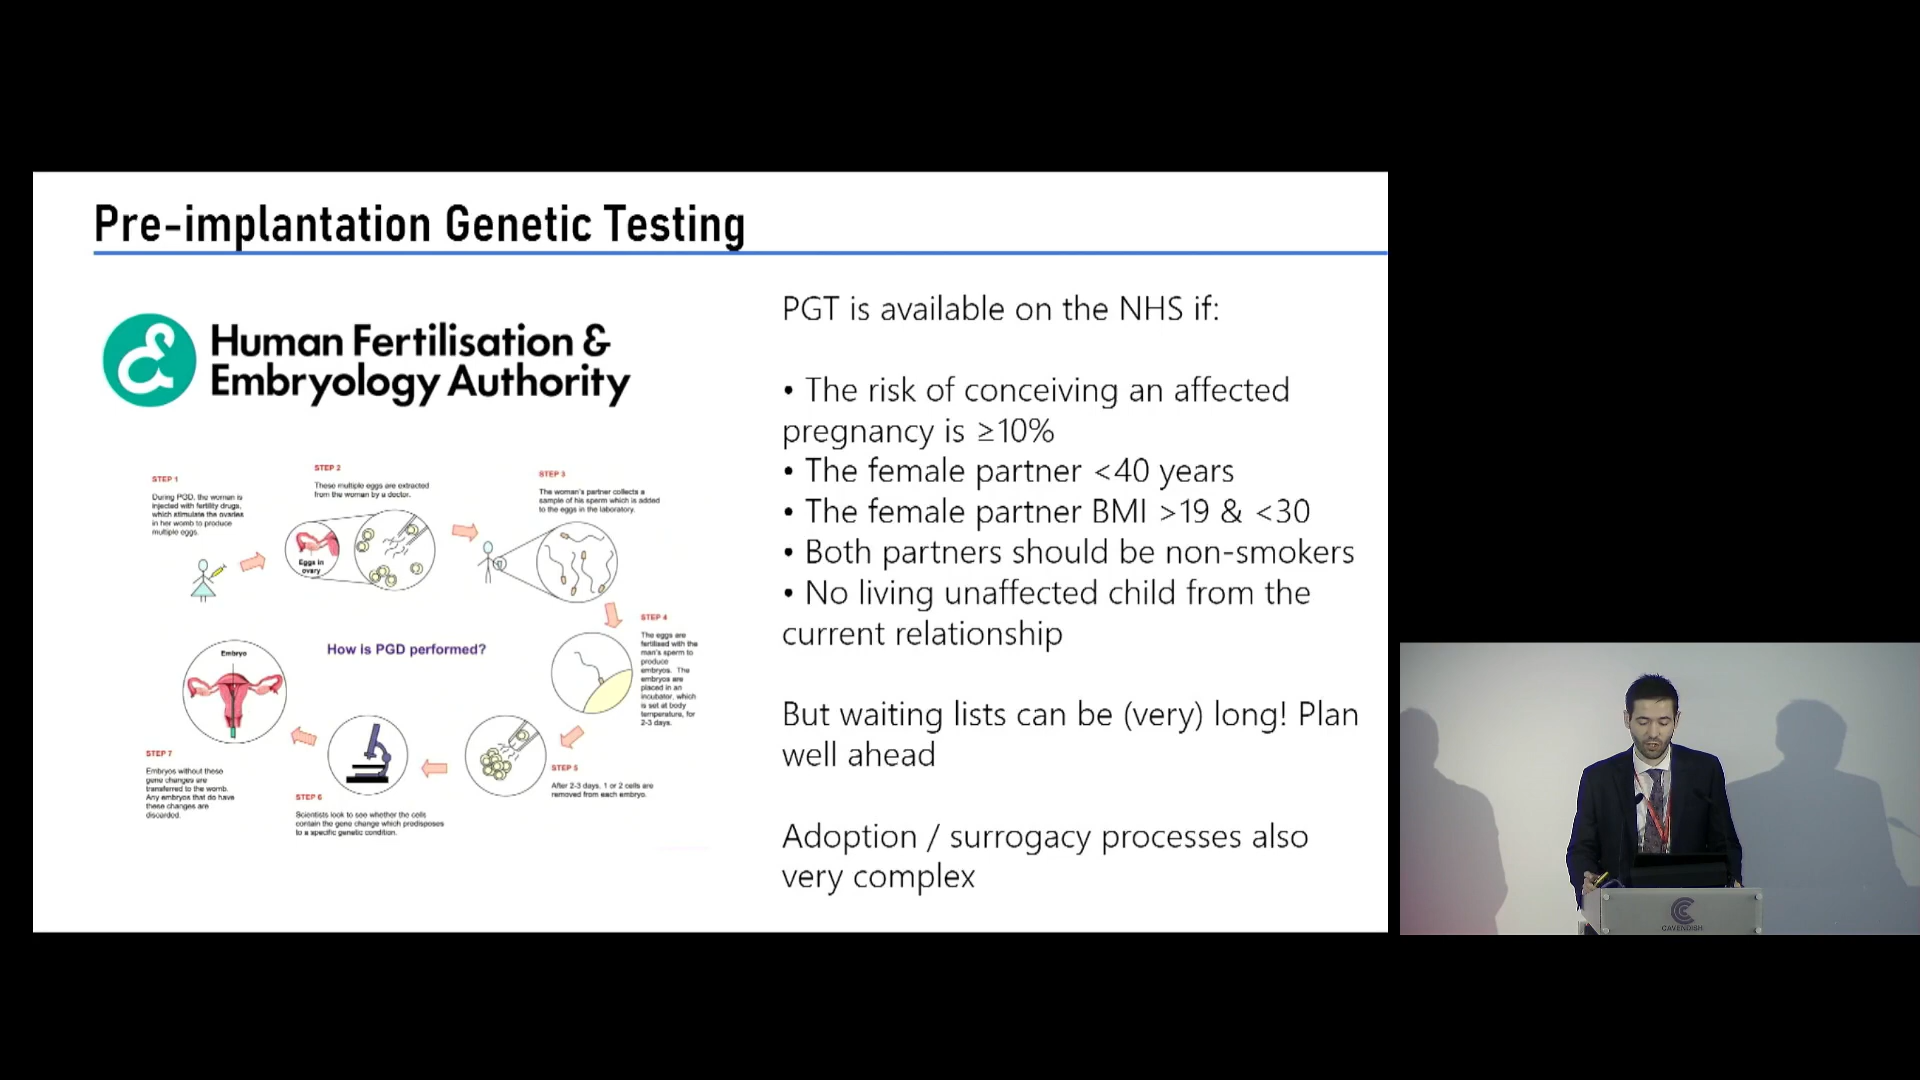 Pre-implantation Genetic Testing
Human Fertilisation &
Embryology Authority
STEP 1
During PGD, the woman is
injected with fertility drugs,
which stimulate the ovaries
in her womb to produce
multiple eggs.
STEP 2
These multiple eggs are extracted
from the woman by a doctor.
Eggs in
ovary
STEP 3
The woman's partner collects a
sample of his sperm which is added
to the eggs in the laboratory.
STEP 4
The eggs are
fertilised with the
man's sperm to
produce
embryos. The
embryos are
placed in an
incubator, which
is set at body
temperature, for
2-3 days.
How is PGD performed?
STEP 5
After 2-3 days, 1 or 2 cells are
removed from each embryo.
STEP 6
Scientists look to see whether the cells
contain the gene change which predisposes
to a specific genetic condition.
Embryo
STEP 7
Embryos without these
gene changes are
transferred to the womb.
Any embryos that do have
these changes are
discarded.
PGT is available on the NHS if:
• The risk of conceiving an affected
pregnancy is ≥10%
• The female partner <40 years
• The female partner BMI >19 & <30
• Both partners should be non-smokers
• No living unaffected child from the
current relationship
But waiting lists can be (very) long! Plan
well ahead
Adoption / surrogacy processes also
very complex
CAVENDISH